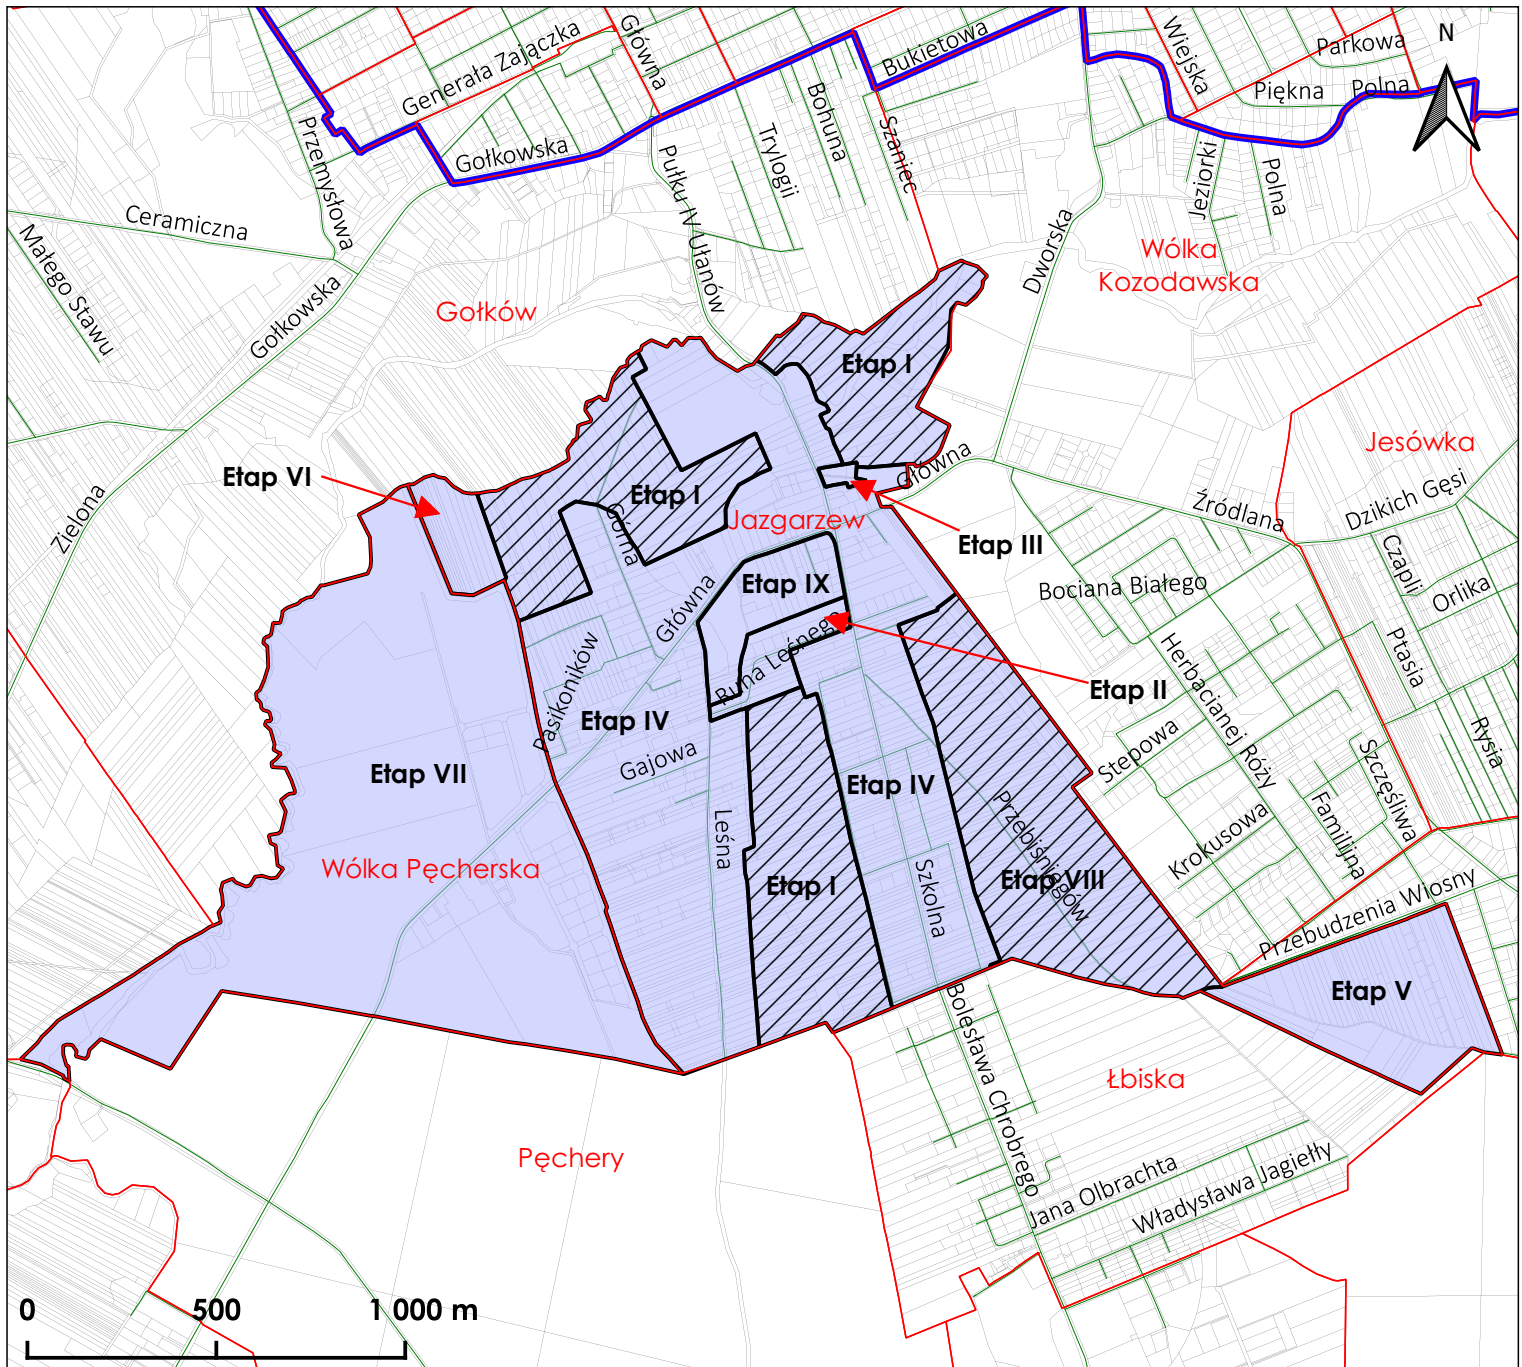 Wiejska
Parkowa
N
Główna
Bukietowa
Generała Zajączka
Piękna
Polna
Bohuna
Przemysłowa
Gołkowska
Trylogii
Szaniec
Pułku IV Ułanów
Jeziorki
Polna
Ceramiczna
Małego Stawu
Dworska
Wólka
Kozodawska
Gołkowska
Gołków
Etap I
Jesówka
Główna
Etap VI
Etap I
Dzikich Gęsi
Zielona
Górna
Jazgarzew
Źródlana
Etap III
Czapli
Etap IX
Bociana Białego
Orlika
Główna
Runa Leśnego
Ptasia
Pasikoników
Herbacianej Róży
Etap II
Etap IV
Gajowa
Stepowa
Rysia
Etap VII
Etap IV
Szczęśliwa
Przebiśniegów
Familijna
Leśna
Krokusowa
Wólka Pęcherska
Szkolna
Etap I
Etap VIII
Przebudzenia Wiosny
Etap V
Bolesława Chrobrego
Łbiska
Pęchery
Jana Olbrachta
Władysława Jagiełły
0 500 1 000 m